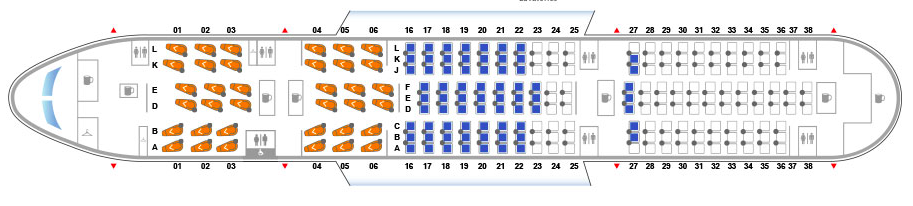 01 02 03 04 05 06 16 17 18 19 20 21 22 23 24 25 27 28 29 30 31 32 33 34 35 36 37 38
L L L
K K K
J
E E F
D D E
D
B B C
A A B
A
01 02 03 04 05 06 16 17 18 19 20 21 22 23 24 25 27 28 29 30 31 32 33 34 35 36 37 38